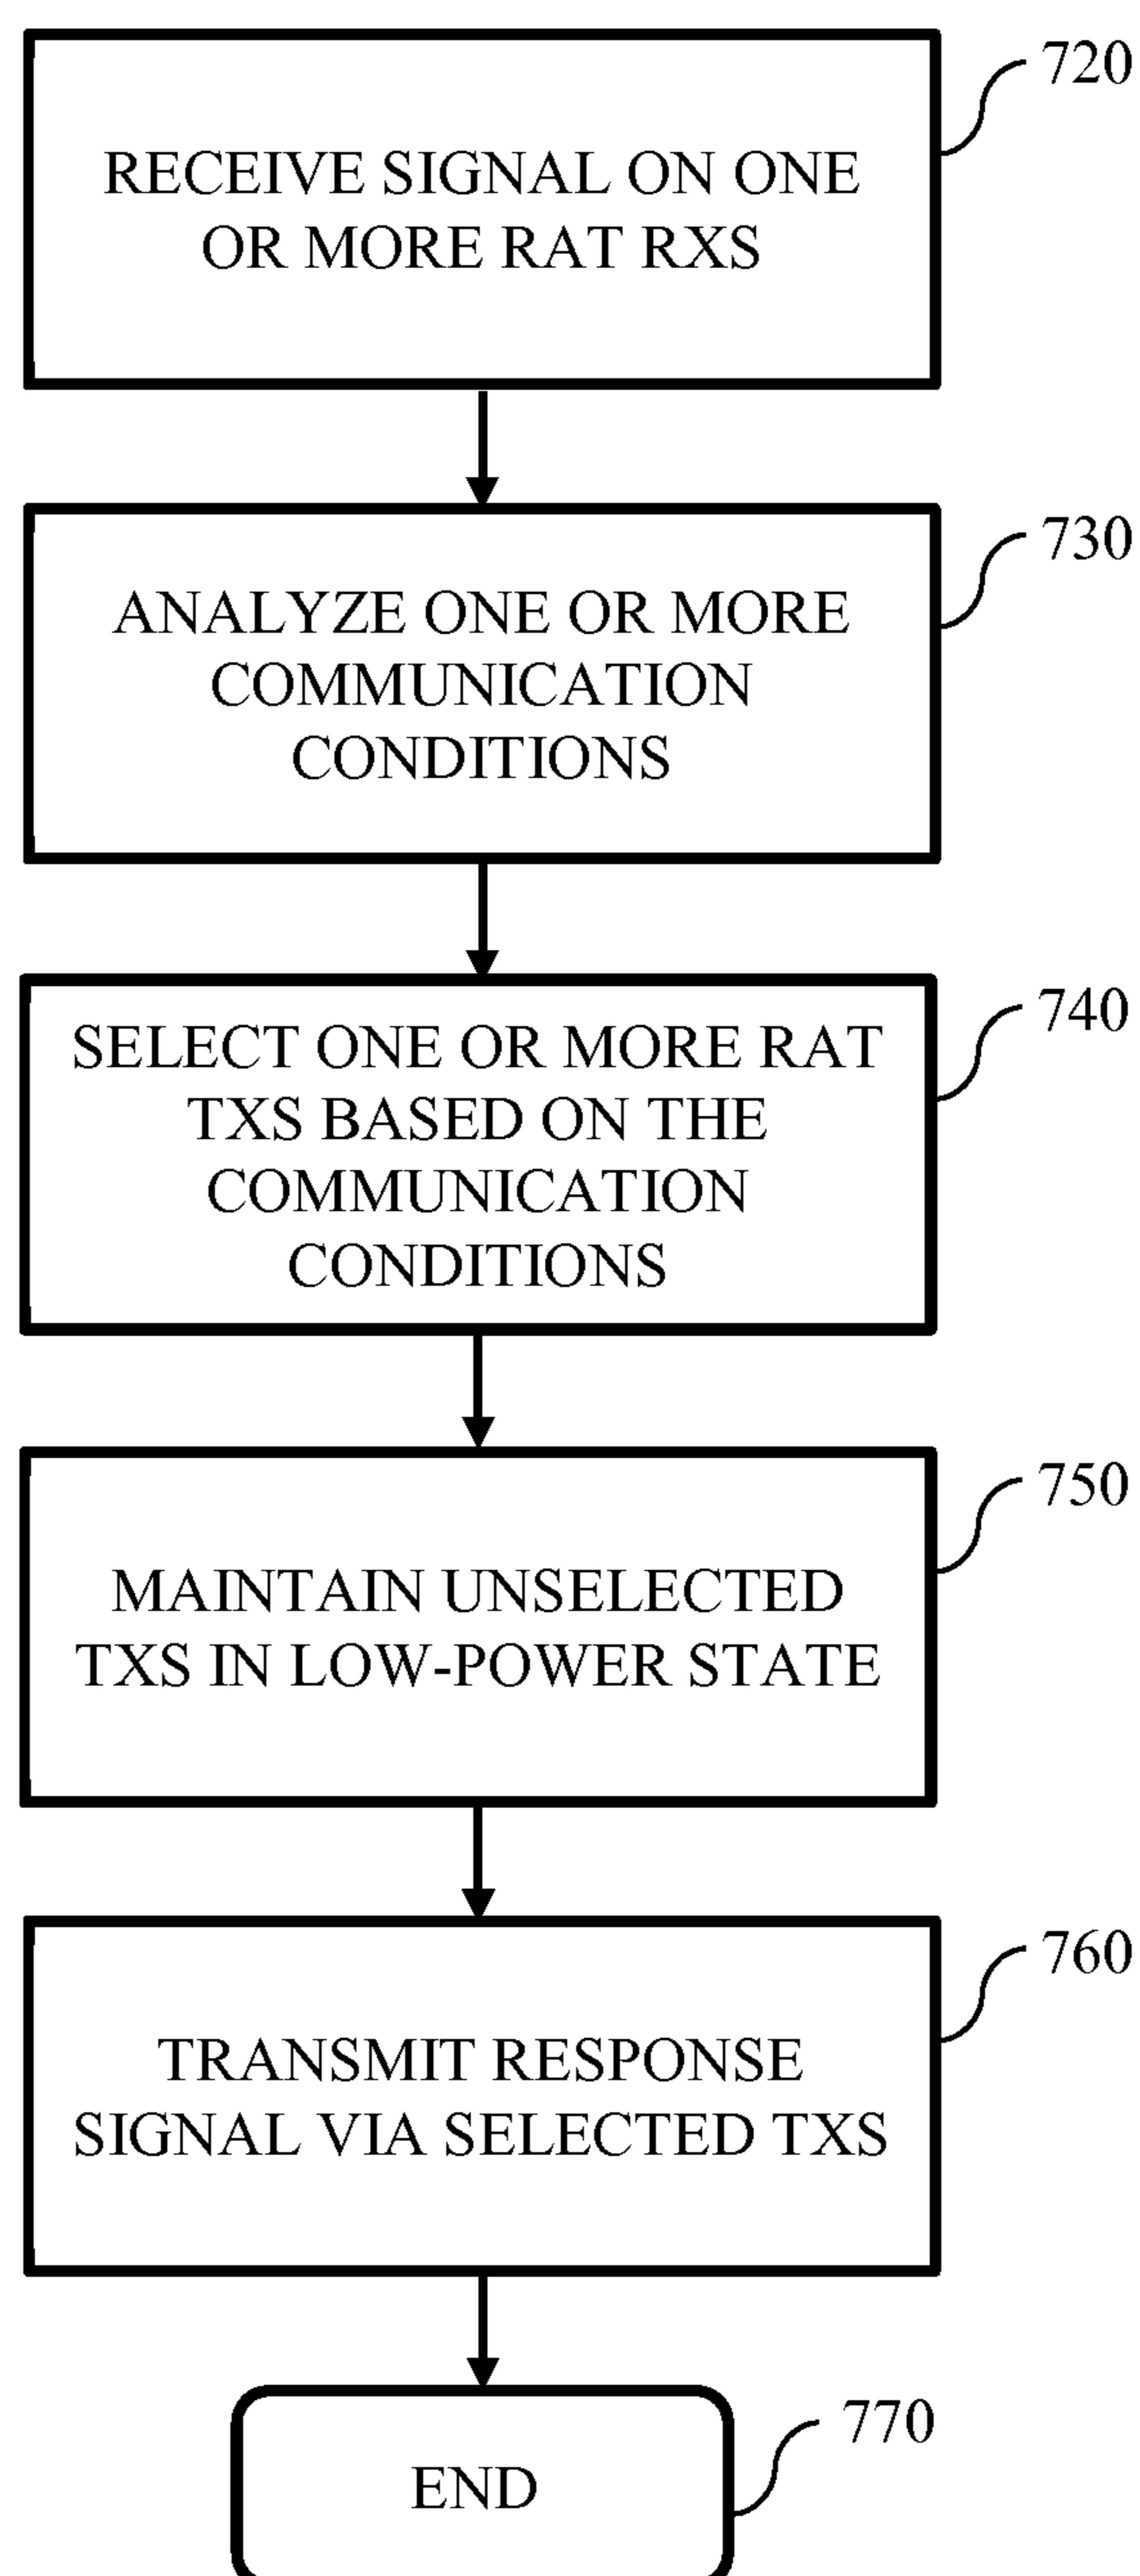 720
RECEIVE SIGNAL ON ONE
OR MORE RAT RXS
730
ANALYZE ONE OR MORE
COMMUNICATION
CONDITIONS
740
SELECT ONE OR MORE RAT
TXS BASED ON THE
COMMUNICATION
CONDITIONS
750
MAINTAIN UNSELECTED
TXS IN LOW-POWER STATE
760
TRANSMIT RESPONSE
SIGNAL VIA SELECTED TXS
770
END